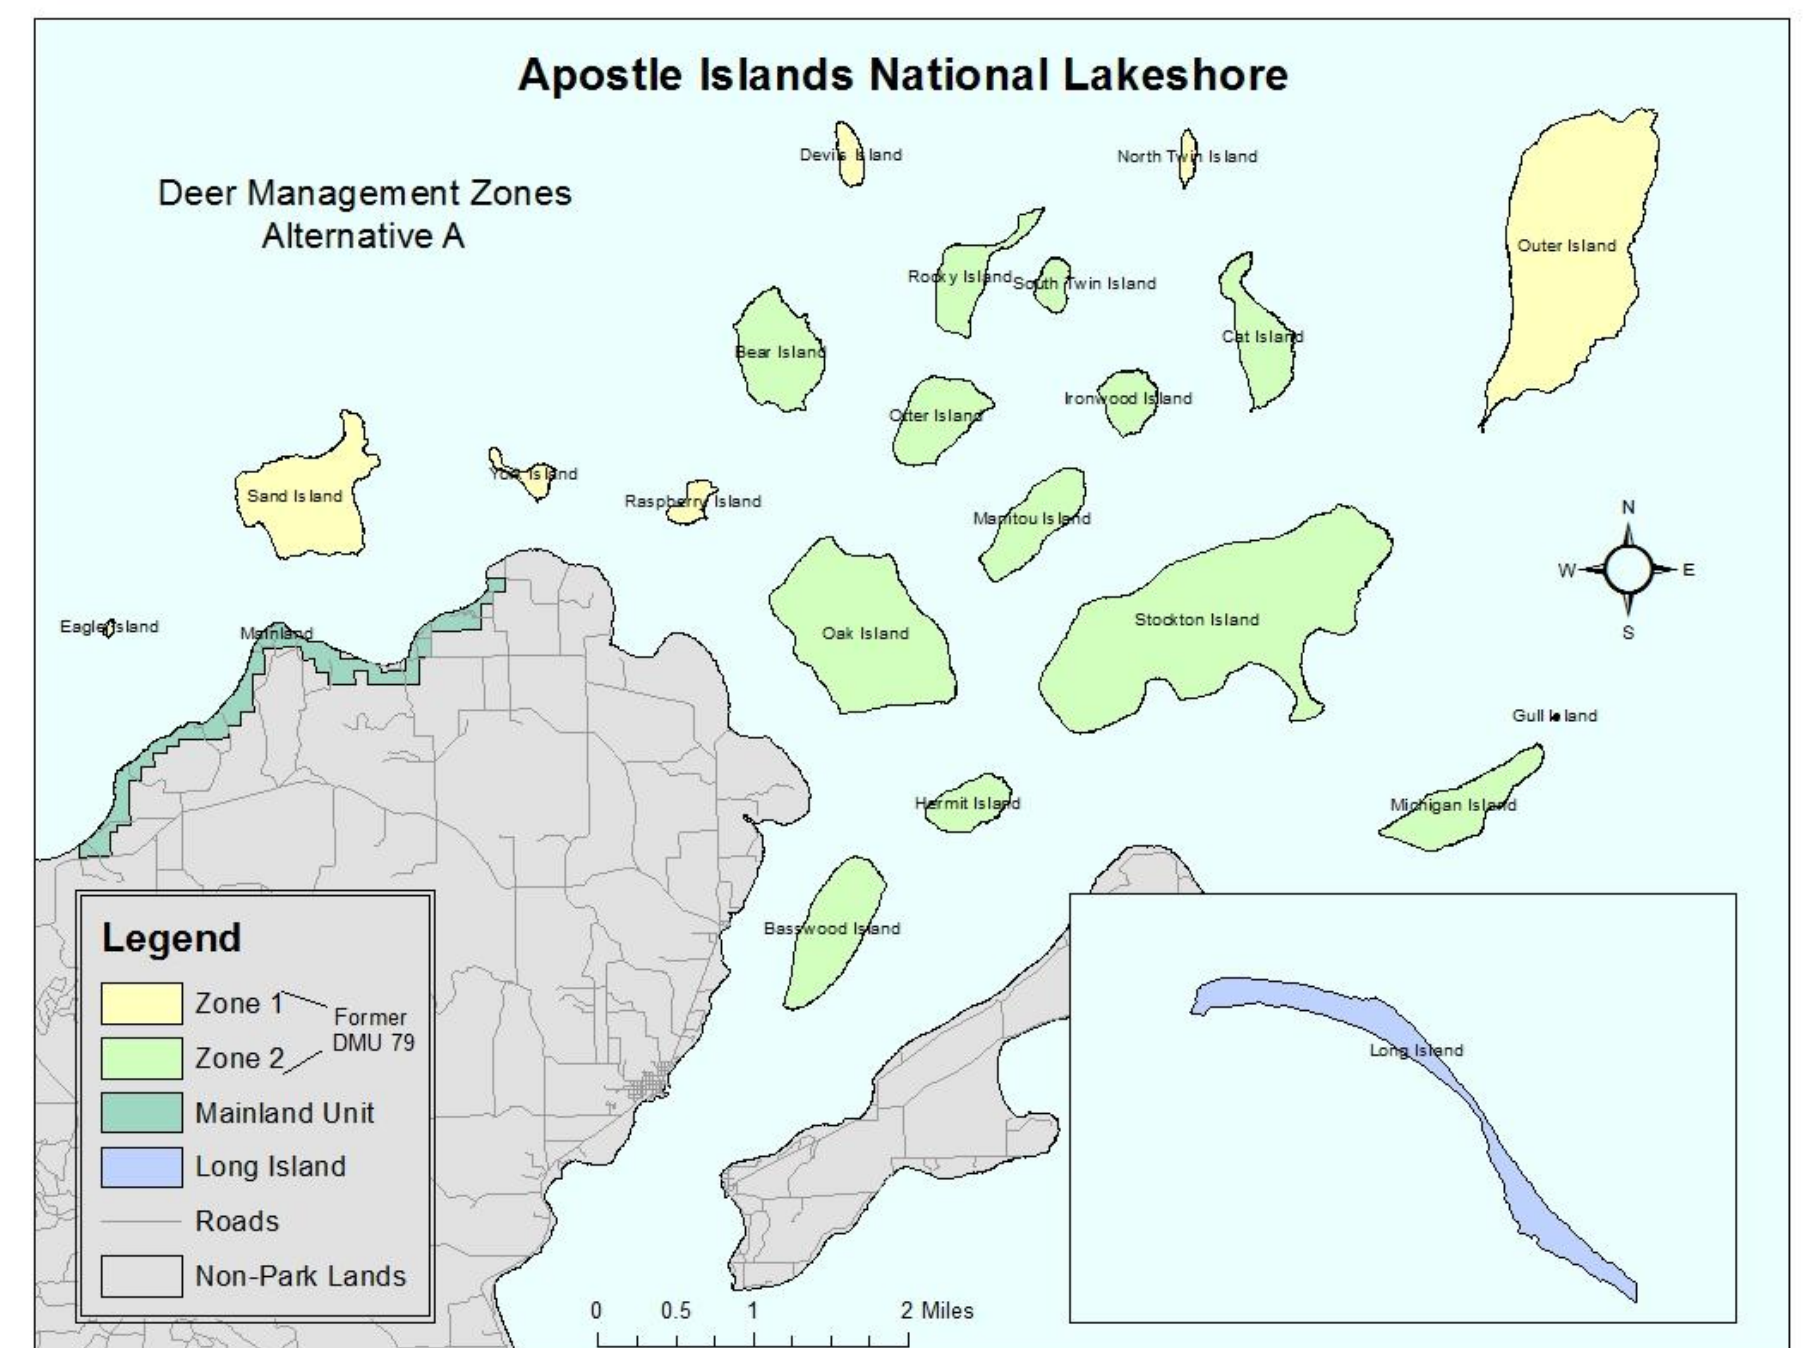 Apostle Islands National Lakeshore
Deer Management Zones
Alternative A
Devils Island
North Twin Island
Outer Island
Rocky Island
South Twin Island
Cat Island
Bear Island
Ironwood Island
Otter Island
York Island
Sand Island
Raspberry Island
Manitou Island
N
W
E
S
Stockton Island
Eagle Island
Mainland
Oak Island
Gull Island
Hermit Island
Michigan Island
Basswood Island
Long Island
Legend
Zone 1
Zone 2
Former
DMU 79
Mainland Unit
Long Island
Roads
Non-Park Lands
0 0.5 1 2 Miles